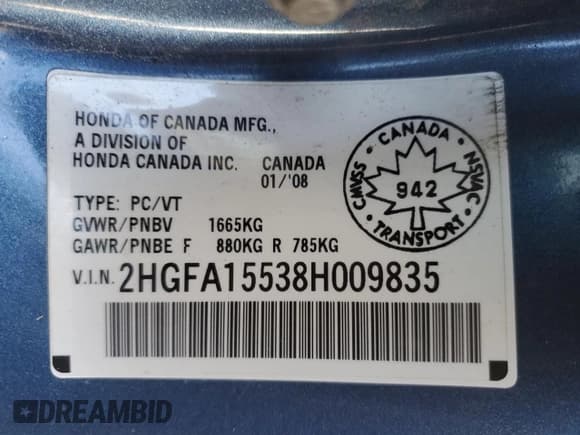 HONDA OF CANADA MFG.,
A DIVISION OF
HONDA CANADA INC. CANADA
01/'08
TYPE: PC/VT
GVWR/PNBV 1665KG
GAWR/PNBE F 880KG R 785KG
V.I.N. 2HGFA15538H009835
CMVSS • CANADA • NSVAC • TRANSPORT •
942
DREAMBID